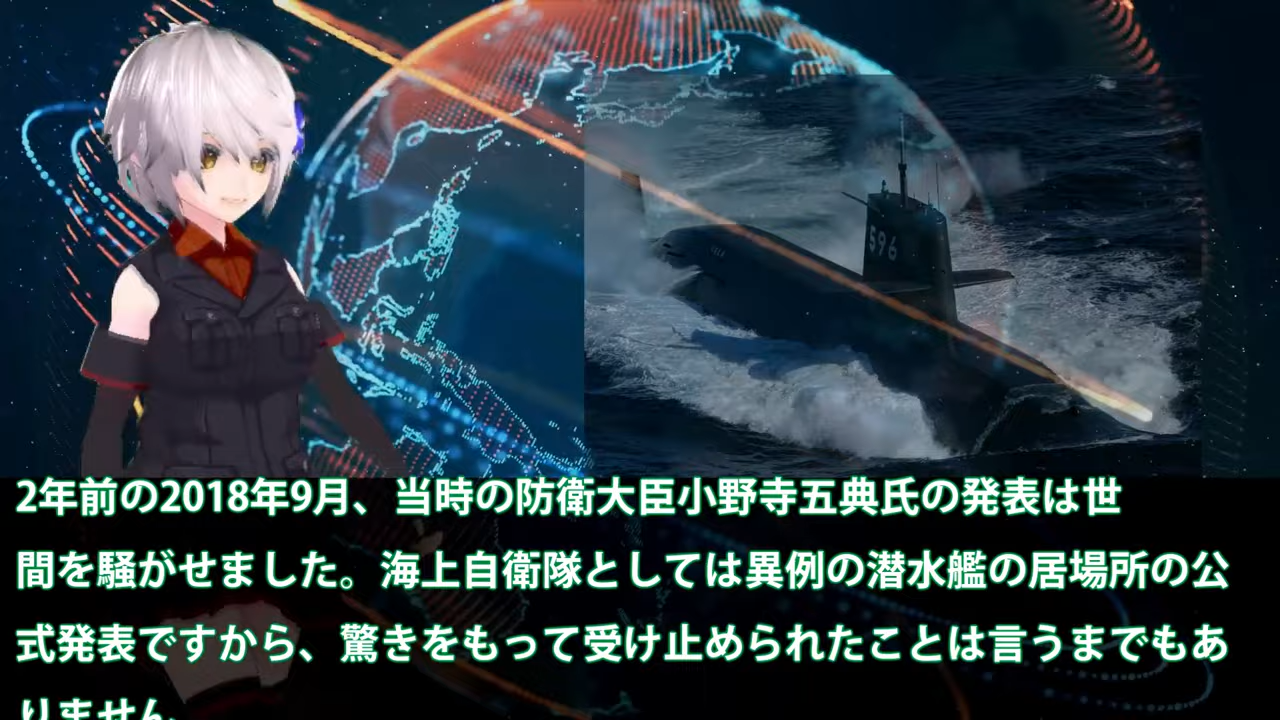 596
2年前の2018年9月、当時の防衛大臣小野寺五典氏の発表は世
間を騒がせました。海上自衛隊としては異例の潜水艦の居場所の公
式発表ですから、驚きをもって受け止められたことは言うまでもあ
りません